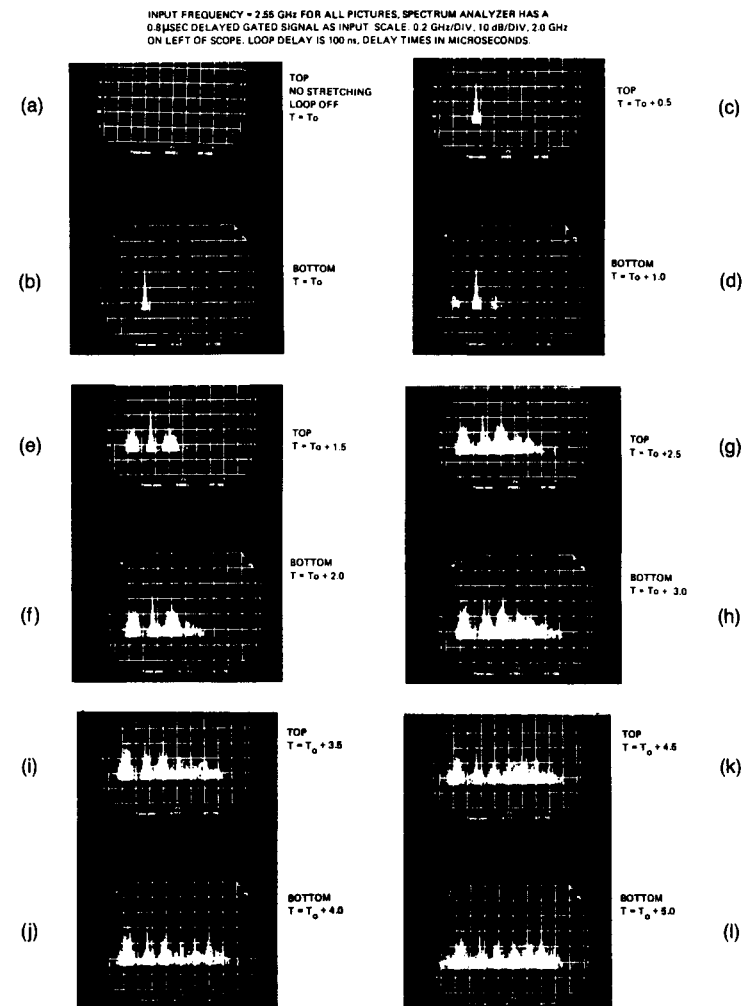 INPUT FREQUENCY = 2.55 GHz FOR ALL PICTURES, SPECTRUM ANALYZER HAS A
0.8μSEC DELAYED GATED SIGNAL AS INPUT SCALE. 0.2 GHz/DIV, 10 dB/DIV, 2.0 GHz
ON LEFT OF SCOPE. LOOP DELAY IS 100 ns, DELAY TIMES IN MICROSECONDS.
(a)
TOP
NO STRETCHING
LOOP OFF
T = To
(b)
BOTTOM
T = To
(c)
TOP
T = To + 0.5
(d)
BOTTOM
T = To + 1.0
(e)
TOP
T = To + 1.5
(f)
BOTTOM
T = To + 2.0
(g)
TOP
T = To +2.5
(h)
BOTTOM
T = To + 3.0
(i)
TOP
T = To + 3.5
(j)
BOTTOM
T = To + 4.0
(k)
TOP
T = To + 4.5
(l)
BOTTOM
T = To + 5.0